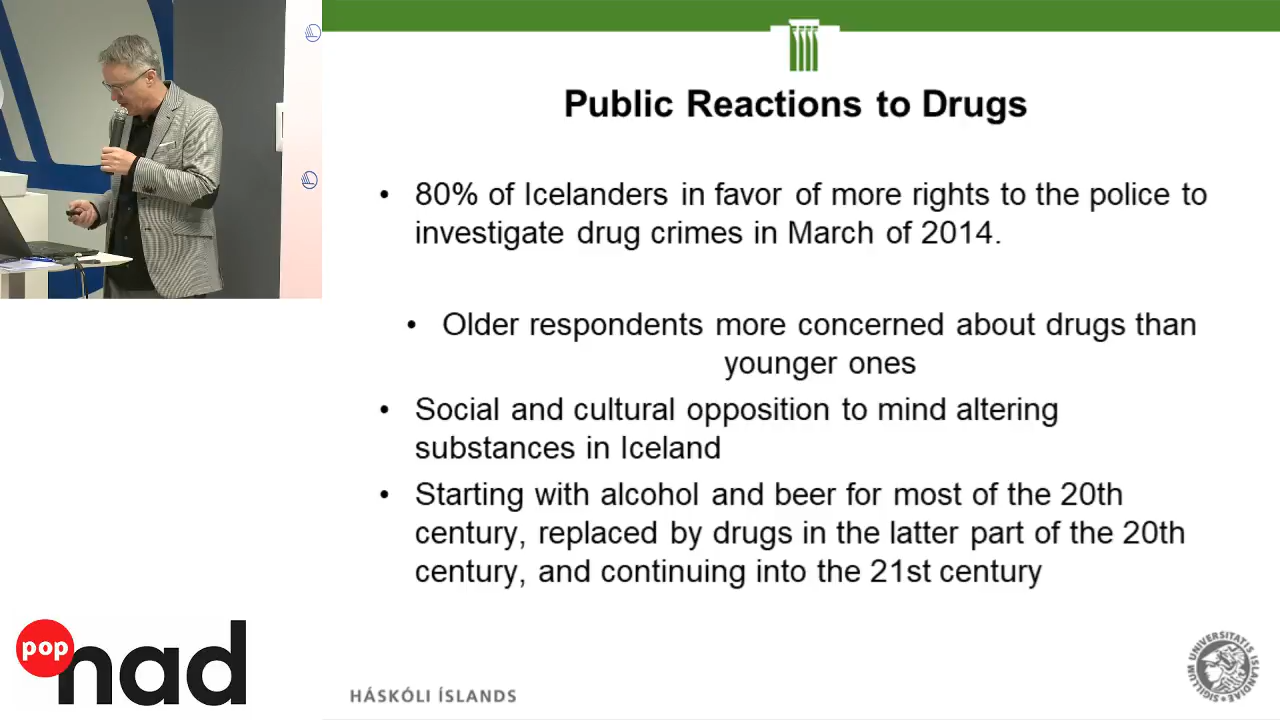 Public Reactions to Drugs
• 80% of Icelanders in favor of more rights to the police to
investigate drug crimes in March of 2014.
• Older respondents more concerned about drugs than
younger ones
• Social and cultural opposition to mind altering
substances in Iceland
• Starting with alcohol and beer for most of the 20th
century, replaced by drugs in the latter part of the 20th
century, and continuing into the 21st century
pop
nad
HÁSKÓLI ÍSLANDS
SIGILLUM UNIVERSITATIS ISLANDIAE